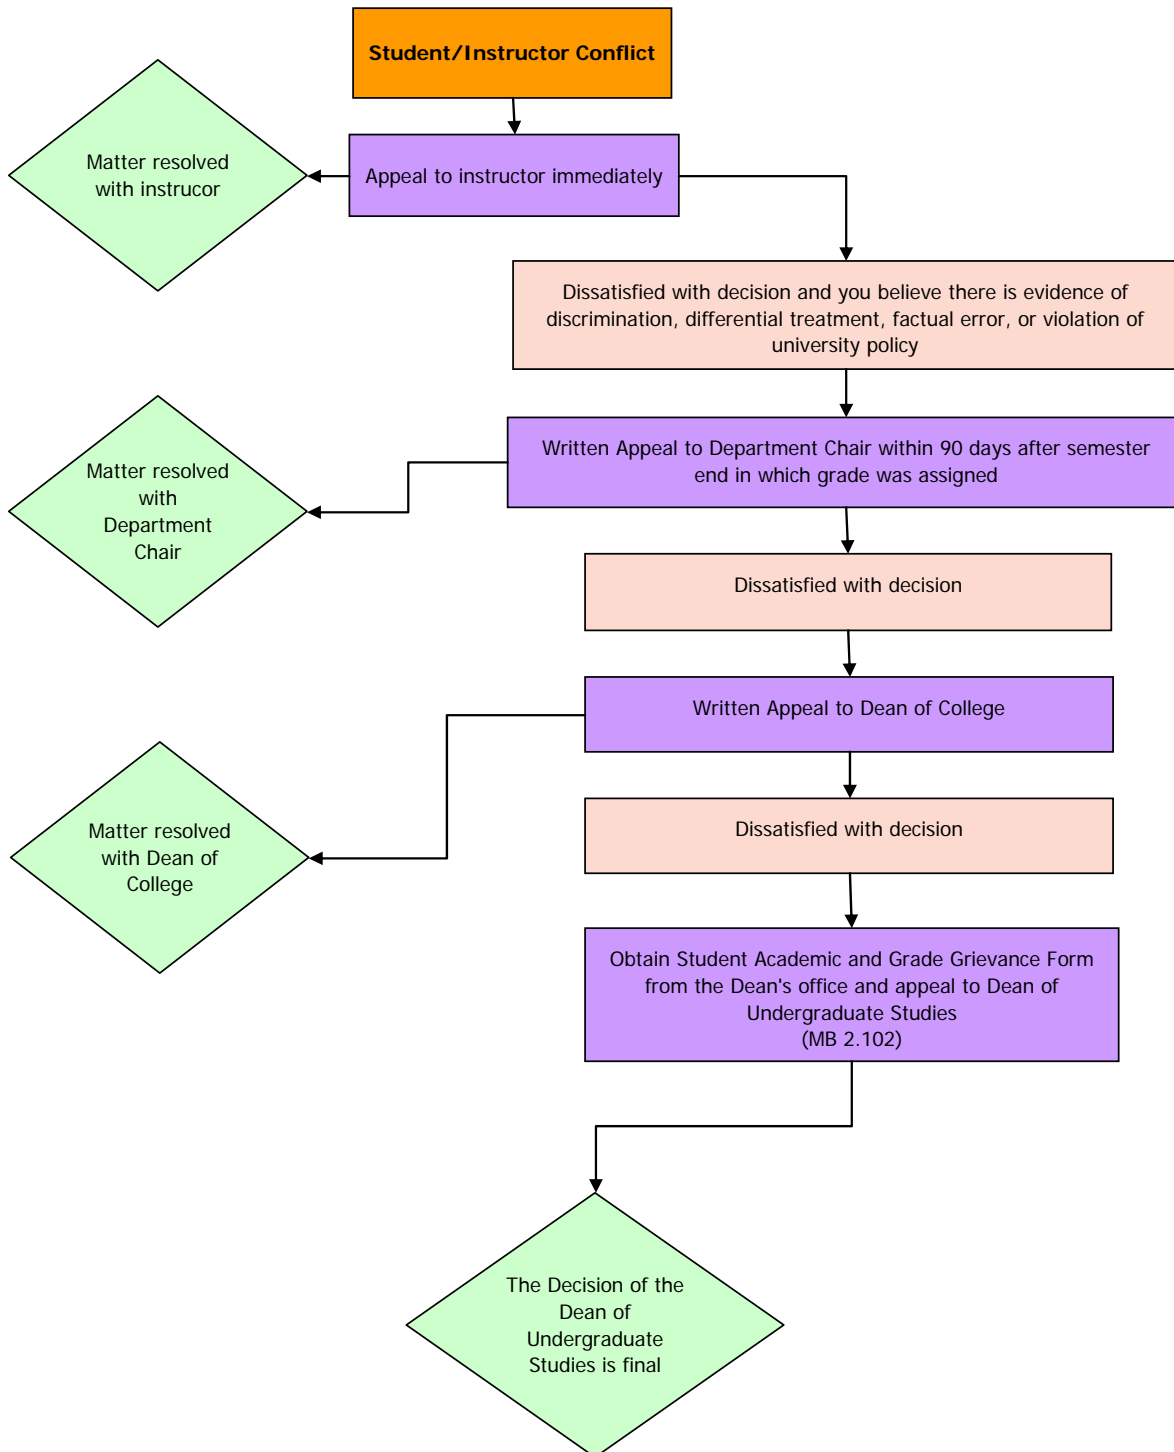 Student/Instructor Conflict
Matter resolved
with instrucor
Appeal to instructor immediately
Dissatisfied with decision and you believe there is evidence of
discrimination, differential treatment, factual error, or violation of
university policy
Matter resolved
with
Department
Chair
Written Appeal to Department Chair within 90 days after semester
end in which grade was assigned
Dissatisfied with decision
Written Appeal to Dean of College
Matter resolved
with Dean of
College
Dissatisfied with decision
Obtain Student Academic and Grade Grievance Form
from the Dean's office and appeal to Dean of
Undergraduate Studies
(MB 2.102)
The Decision of the
Dean of
Undergraduate
Studies is final